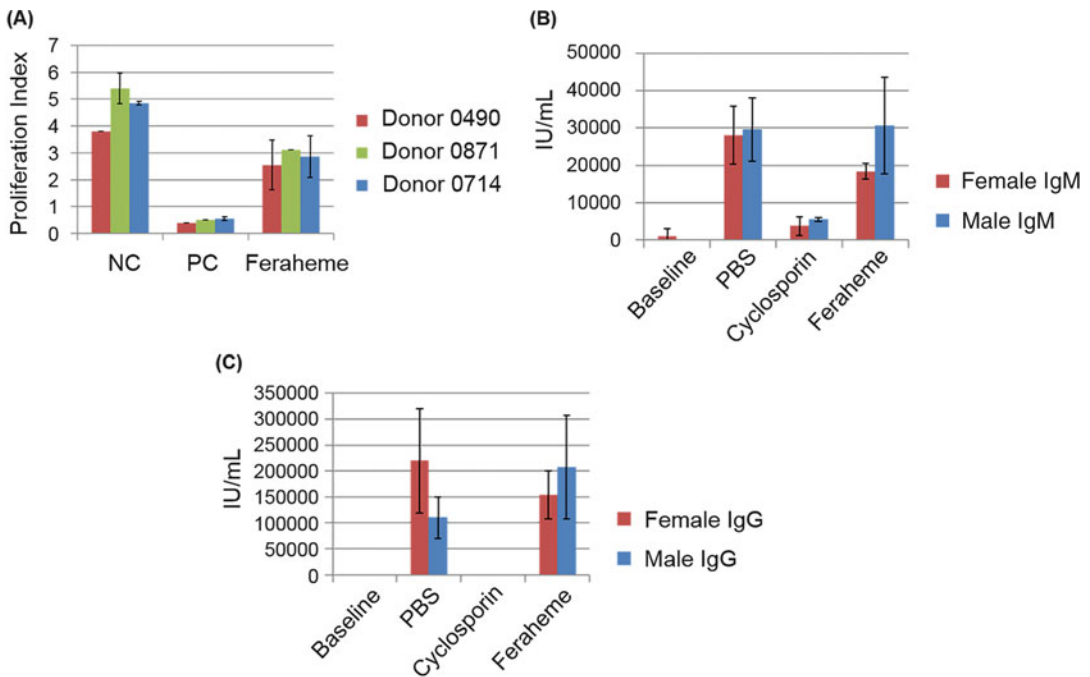 (A)
Proliferation Index
7
6
5
4
3
2
1
0
NC PC Feraheme
Donor 0490
Donor 0871
Donor 0714
(B)
IU/mL
50000
40000
30000
20000
10000
0
Baseline PBS Cyclosporin Feraheme
Female IgM
Male IgM
(C)
IU/mL
350000
300000
250000
200000
150000
100000
50000
0
Baseline PBS Cyclosporin Feraheme
Female IgG
Male IgG